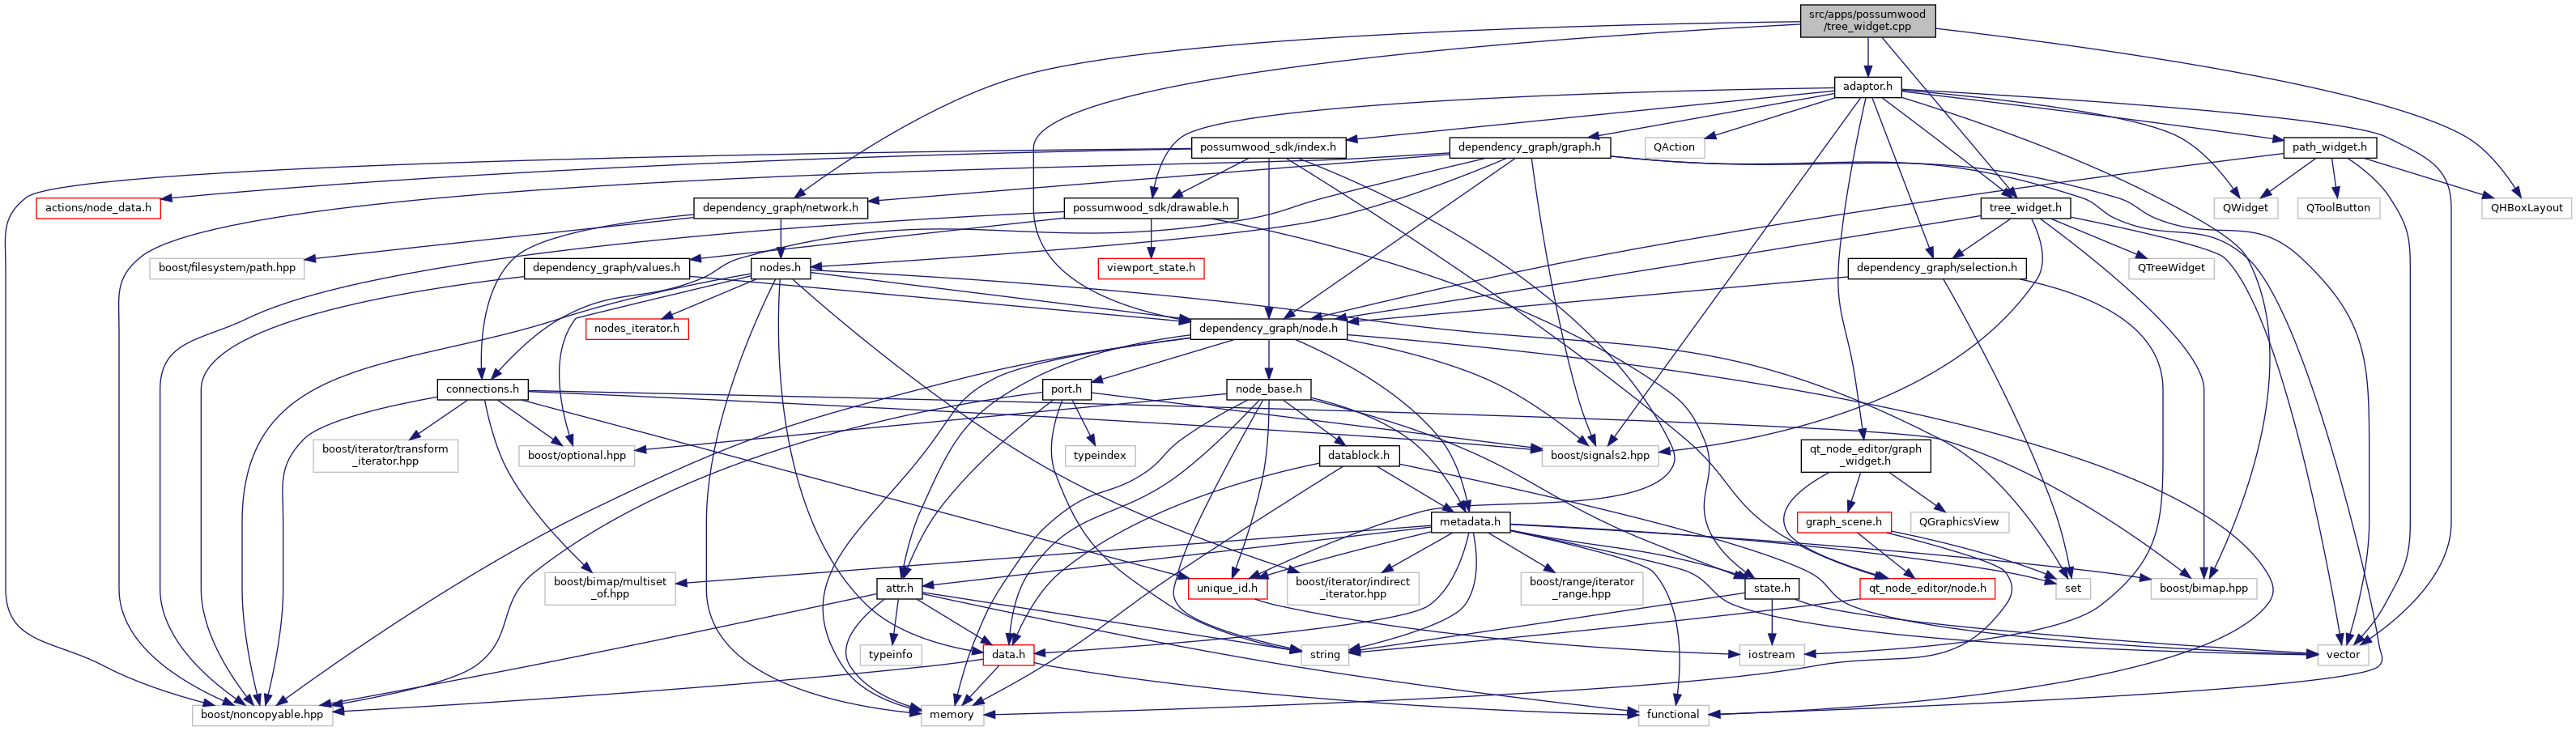 src/apps/possumwood
/tree_widget.cpp
adaptor.h
possumwood_sdk/index.h
dependency_graph/graph.h
QAction
path_widget.h
actions/node_data.h
dependency_graph/network.h
possumwood_sdk/drawable.h
tree_widget.h
QWidget
QToolButton
QHBoxLayout
boost/filesystem/path.hpp
dependency_graph/values.h
nodes.h
viewport_state.h
dependency_graph/selection.h
QTreeWidget
nodes_iterator.h
dependency_graph/node.h
connections.h
port.h
node_base.h
boost/iterator/transform
_iterator.hpp
boost/optional.hpp
typeindex
datablock.h
boost/signals2.hpp
qt_node_editor/graph
_widget.h
metadata.h
graph_scene.h
QGraphicsView
boost/bimap/multiset
_of.hpp
attr.h
unique_id.h
boost/iterator/indirect
_iterator.hpp
boost/range/iterator
_range.hpp
state.h
qt_node_editor/node.h
set
boost/bimap.hpp
typeinfo
data.h
string
iostream
vector
boost/noncopyable.hpp
memory
functional